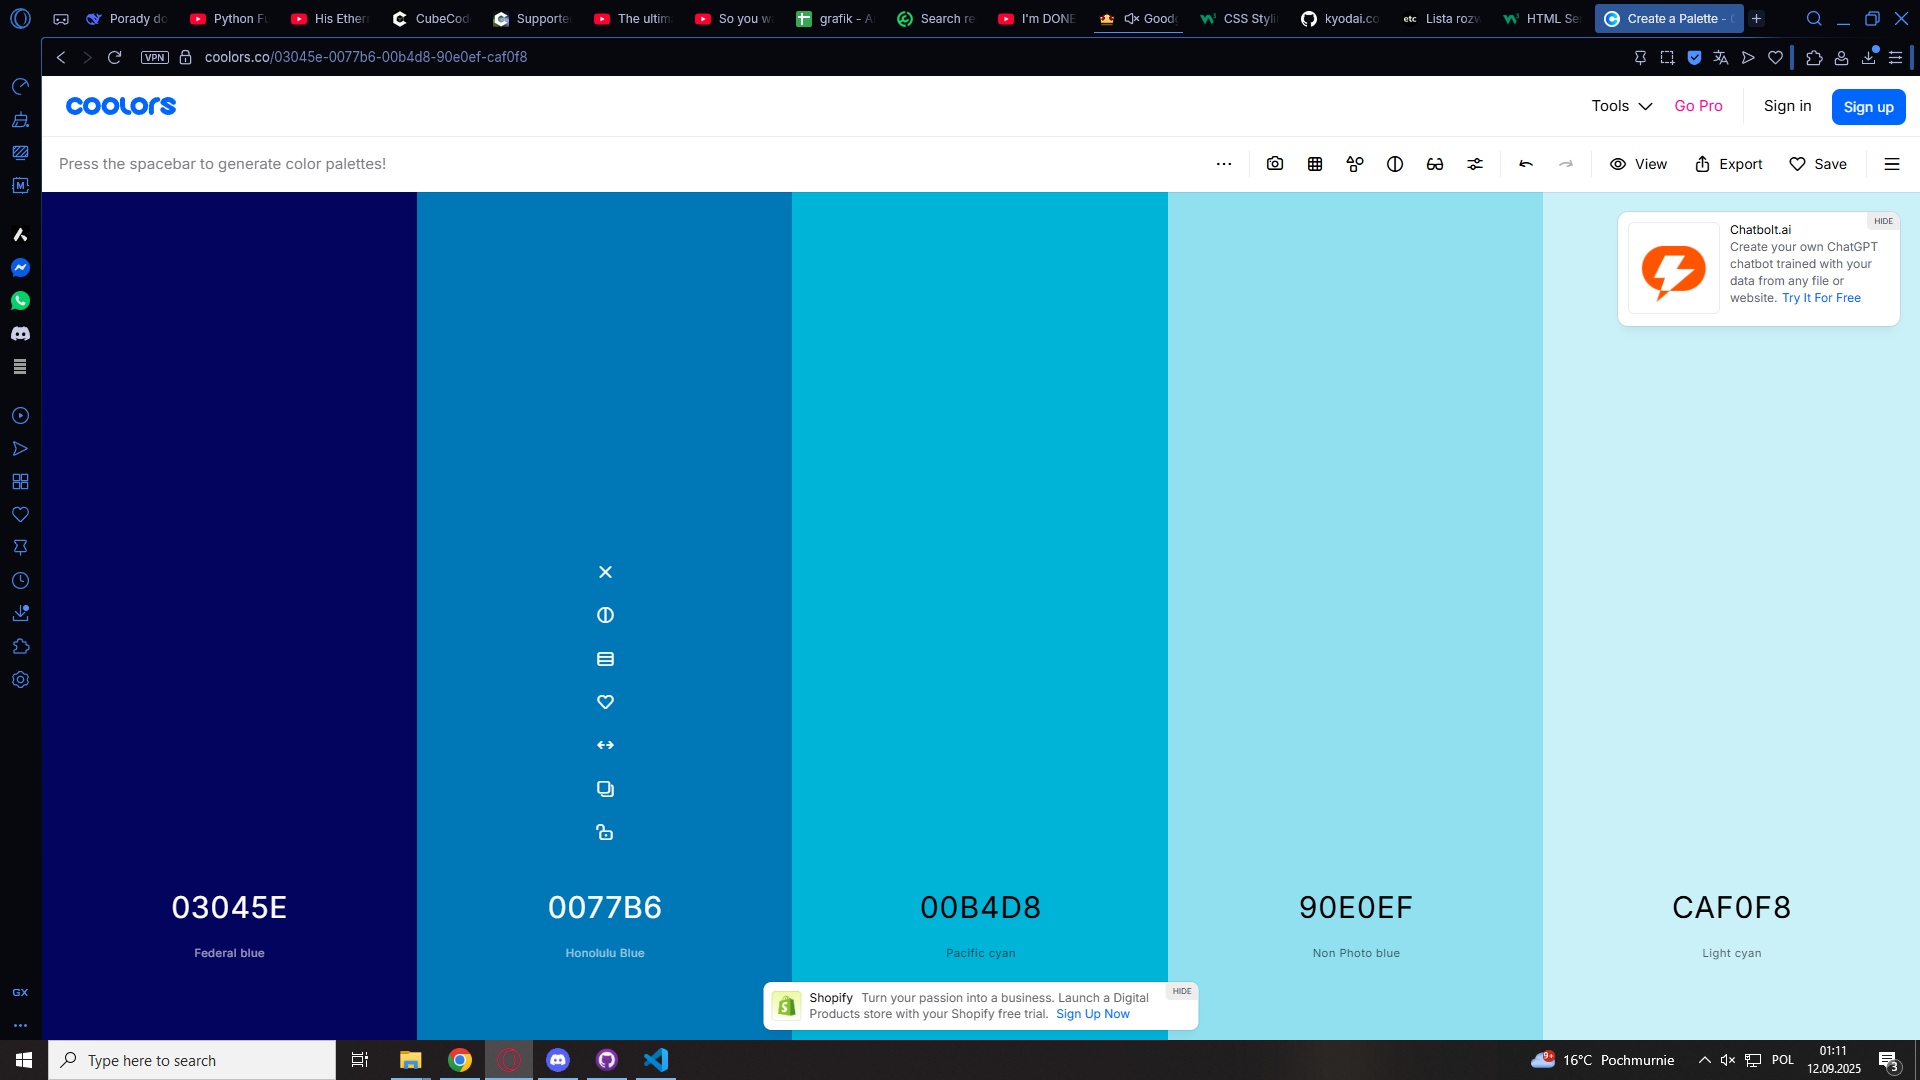 Porady do
Python Fu
His Ether
CubeCod
Supporte
The ultim
So you wa
grafik - A
Search re
I'm DONE
Goodg
CSS Styli
kyodai.co
etc Lista rozw
HTML Se
Create a Palette - C
VPN coolors.co/03045e-0077b6-00b4d8-90e0ef-caf0f8
coolors
Tools Go Pro Sign in Sign up
Press the spacebar to generate color palettes!
View Export Save
HIDE
Chatbolt.ai
Create your own ChatGPT
chatbot trained with your
data from any file or
website. Try It For Free
03045E 0077B6 00B4D8 90E0EF CAF0F8
Federal blue Honolulu Blue Pacific cyan Non Photo blue Light cyan
HIDE
Shopify Turn your passion into a business. Launch a Digital
Products store with your Shopify free trial. Sign Up Now
GX
Type here to search
9+ 16°C Pochmurnie POL
01:11
12.09.2025
3